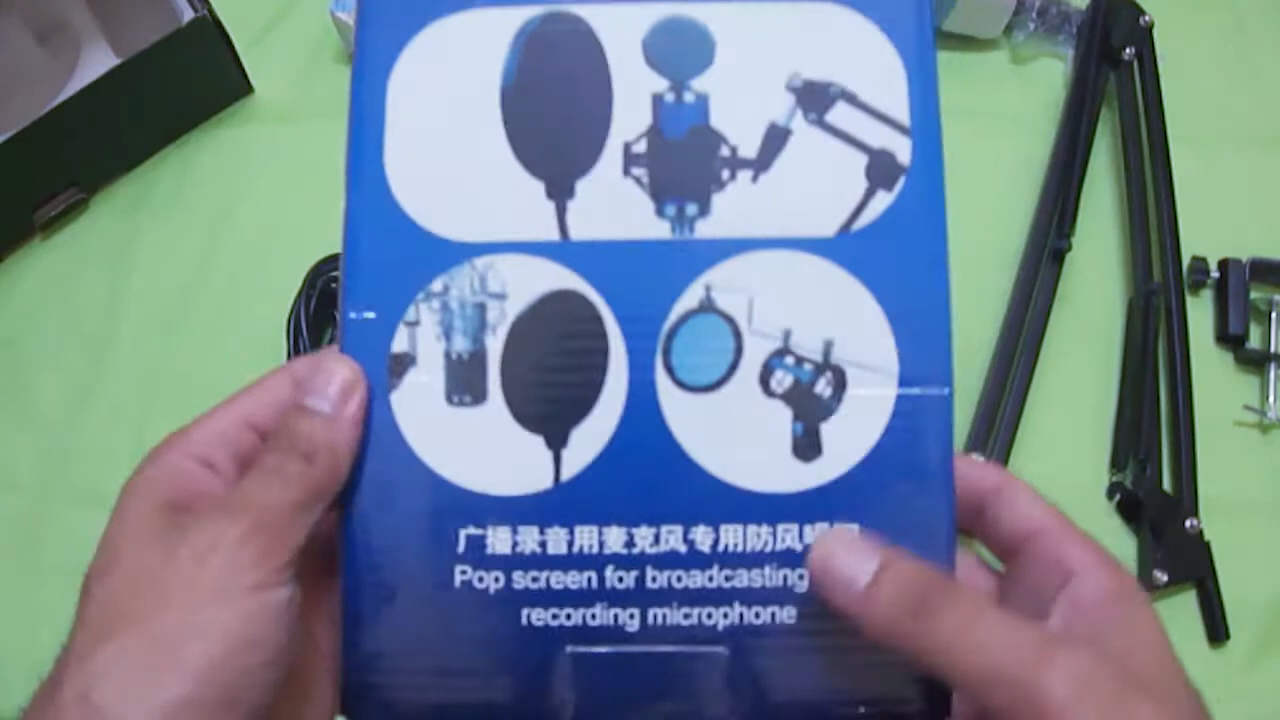 广播录音用麦克风专用防风
Pop screen for broadcasting
recording microphone